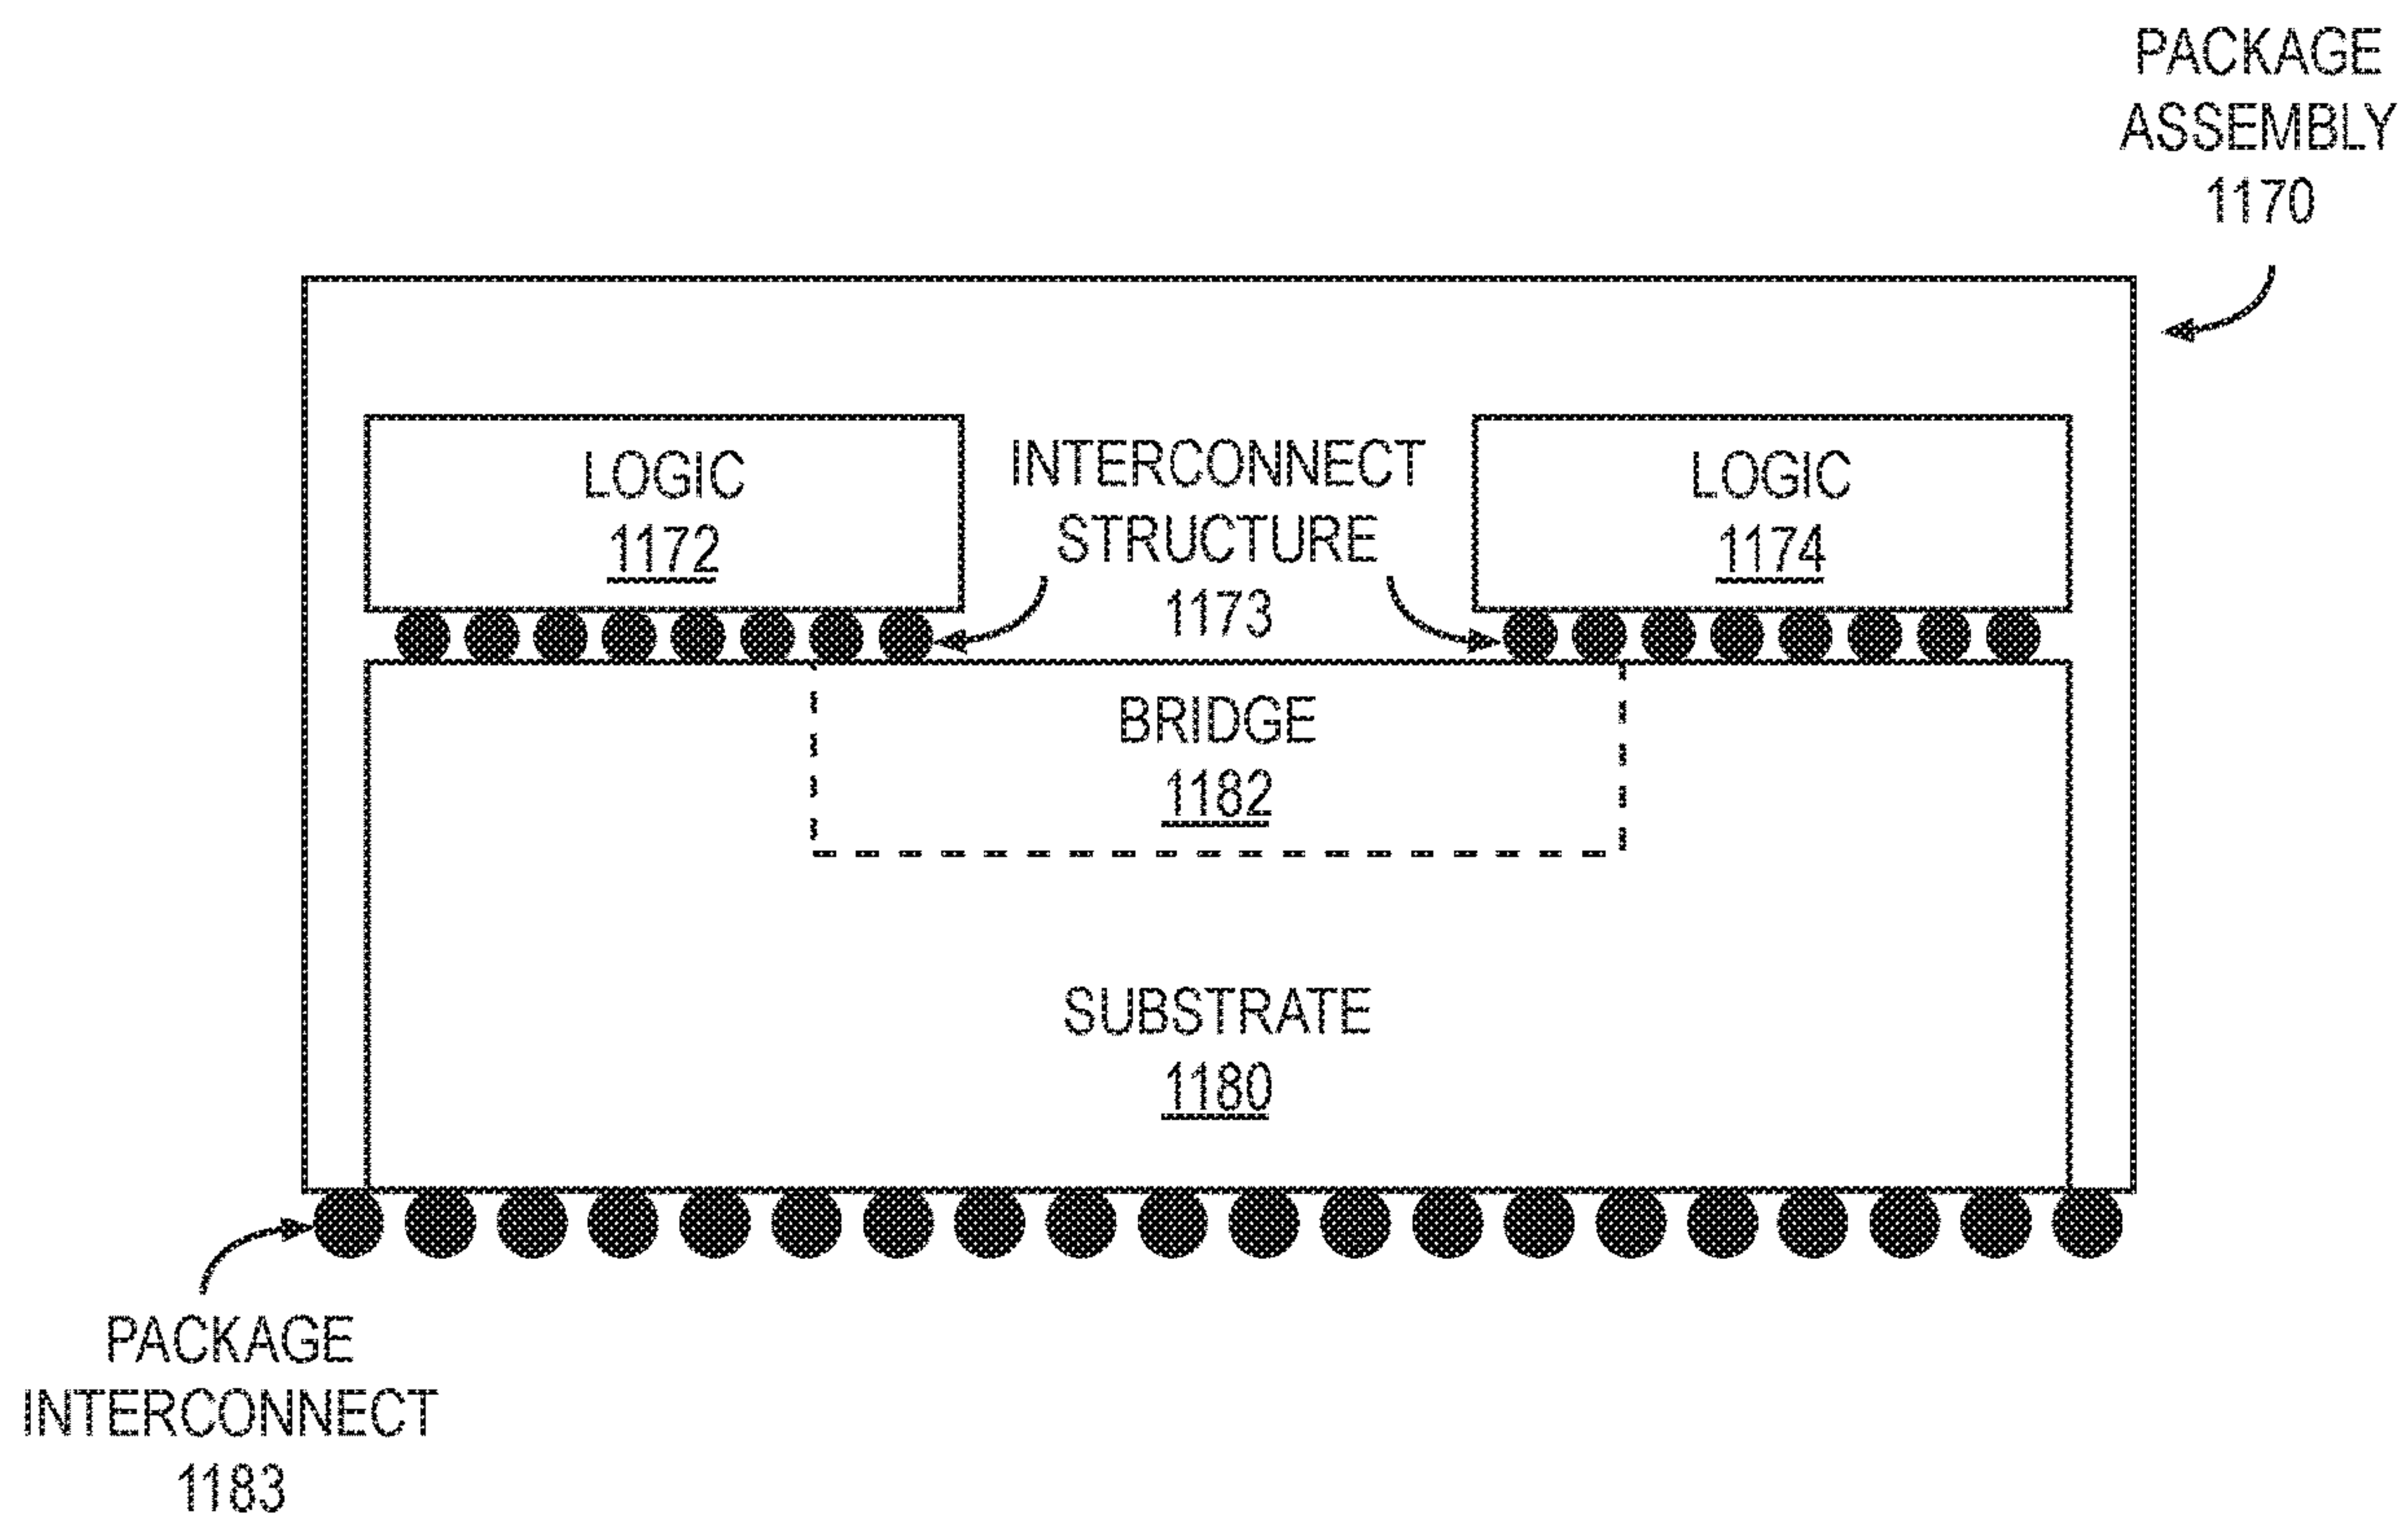 PACKAGE
ASSEMBLY
1170
LOGIC
1172
INTERCONNECT
STRUCTURE
1173
LOGIC
1174
BRIDGE
1182
SUBSTRATE
1180
PACKAGE
INTERCONNECT
1183